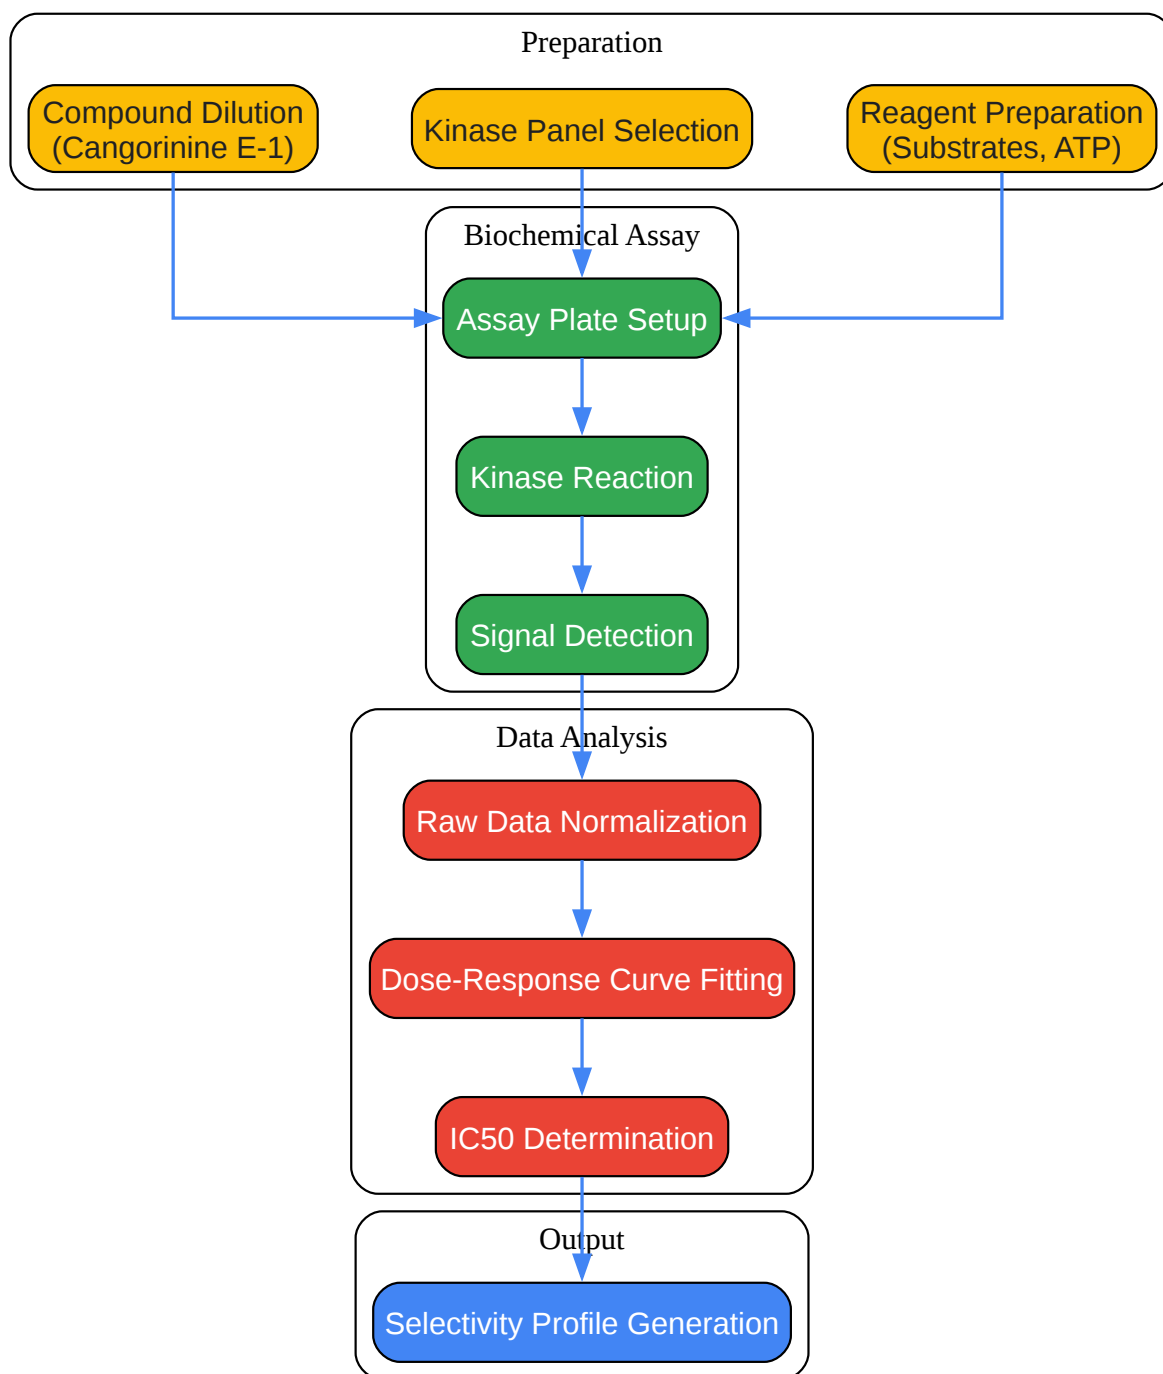 Preparation
Compound Dilution
(Cangorinine E-1)
Kinase Panel Selection
Reagent Preparation
(Substrates, ATP)
Biochemical Assay
Assay Plate Setup
Kinase Reaction
Signal Detection
Data Analysis
Raw Data Normalization
Dose-Response Curve Fitting
IC50 Determination
Output
Selectivity Profile Generation